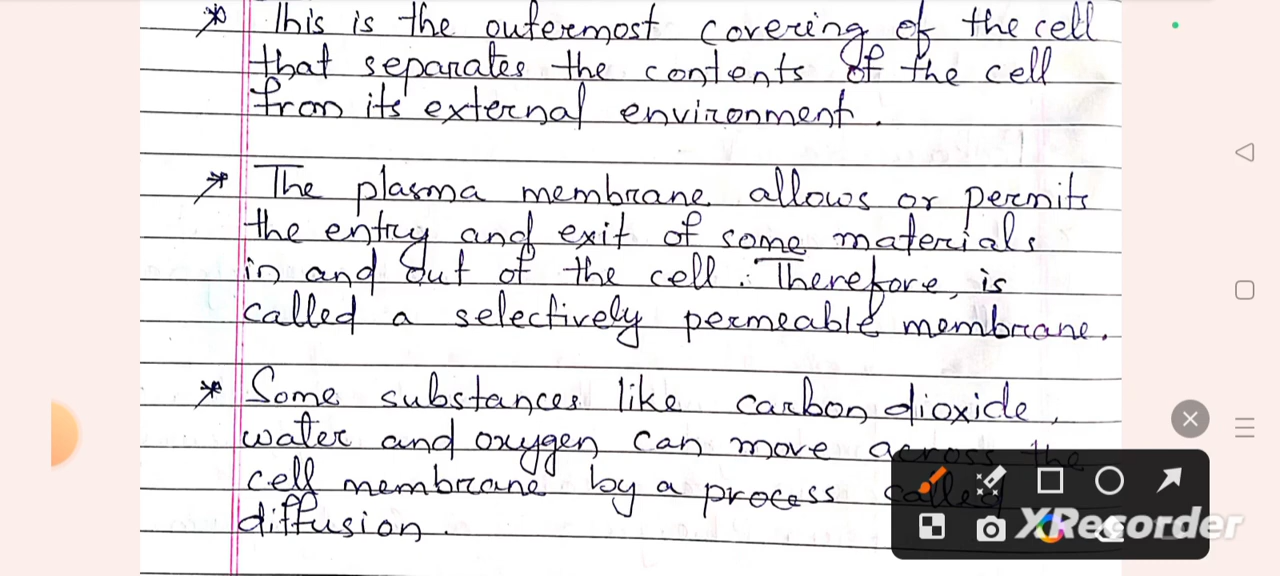 * This is the outermost covering of the cell
that separates the contents of the cell
from its external environment.
* The plasma membrane allows or permits
the entry and exit of some materials
in and out of the cell. Therefore, is
called a selectively permeable membrane.
* Some substances like carbon dioxide,
water and oxygen can move across the
cell membrane by a process called
diffusion.
XRecorder